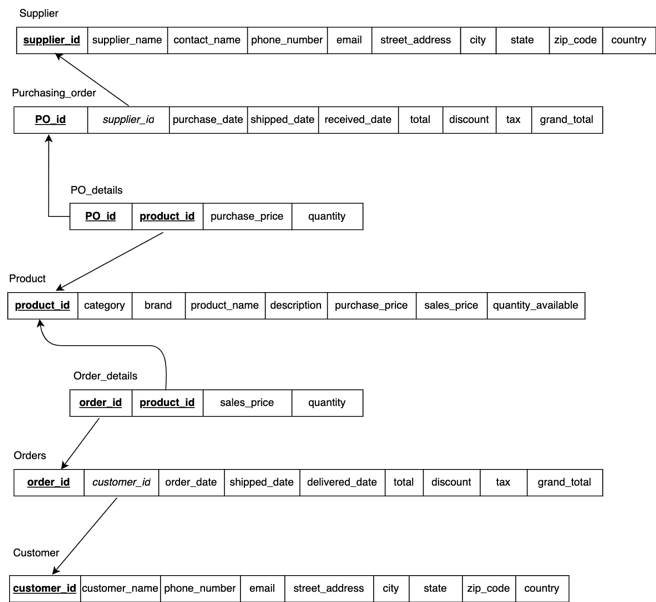 Supplier
supplier_id supplier_name contact_name phone_number email street_address city state zip_code country
Purchasing_order
PO_id supplier_id purchase_date shipped_date received_date total discount tax grand_total
PO_details
PO_id product_id purchase_price quantity
Product
product_id category brand product_name description purchase_price sales_price quantity_available
Order_details
order_id product_id sales_price quantity
Orders
order_id customer_id order_date shipped_date delivered_date total discount tax grand_total
Customer
customer_id customer_name phone_number email street_address city state zip_code country